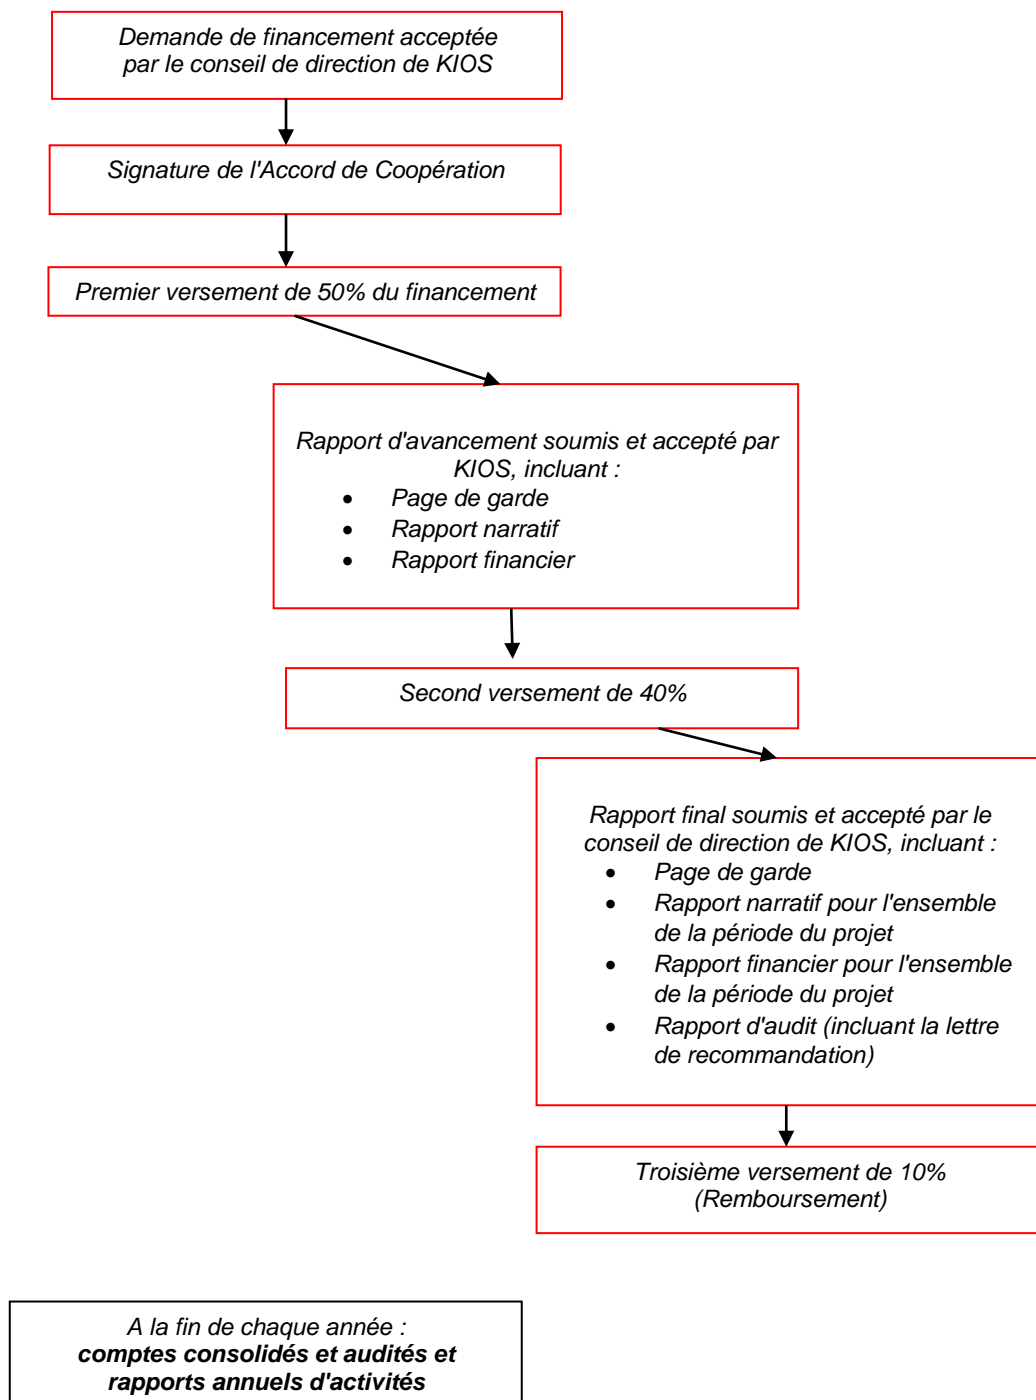 Demande de financement acceptée
par le conseil de direction de KIOS
Signature de l'Accord de Coopération
Premier versement de 50% du financement
Rapport d'avancement soumis et accepté par
KIOS, incluant :
• Page de garde
• Rapport narratif
• Rapport financier
Second versement de 40%
Rapport final soumis et accepté par le
conseil de direction de KIOS, incluant :
• Page de garde
• Rapport narratif pour l'ensemble
de la période du projet
• Rapport financier pour l'ensemble
de la période du projet
• Rapport d'audit (incluant la lettre
de recommandation)
Troisième versement de 10%
(Remboursement)
A la fin de chaque année :
comptes consolidés et audités et
rapports annuels d'activités